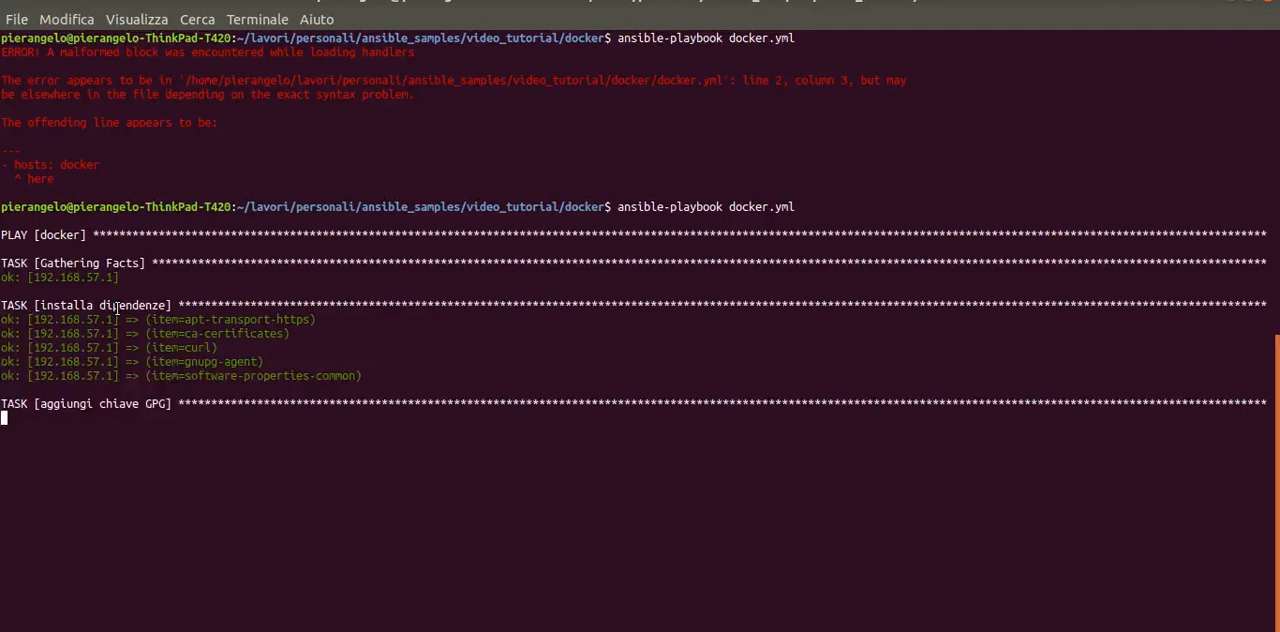 File Modifica Visualizza Cerca Terminale Aiuto
pierangelo@pierangelo-ThinkPad-T420:~/lavori/personali/ansible_samples/video_tutorial/docker$ ansible-playbook docker.yml
ERROR! A malformed block was encountered while loading handlers
The error appears to be in '/home/pierangelo/lavori/personali/ansible_samples/video_tutorial/docker/docker.yml': line 2, column 3, but may
be elsewhere in the file depending on the exact syntax problem.
The offending line appears to be:
---
- hosts: docker
^ here
pierangelo@pierangelo-ThinkPad-T420:~/lavori/personali/ansible_samples/video_tutorial/docker$ ansible-playbook docker.yml
PLAY [docker] ****************************************************************
TASK [Gathering Facts] ****************************************************************
ok: [192.168.57.1]
TASK [installa dipendenze] ****************************************************************
ok: [192.168.57.1] => (item=apt-transport-https)
ok: [192.168.57.1] => (item=ca-certificates)
ok: [192.168.57.1] => (item=curl)
ok: [192.168.57.1] => (item=gnupg-agent)
ok: [192.168.57.1] => (item=software-properties-common)
TASK [aggiungi chiave GPG] ****************************************************************